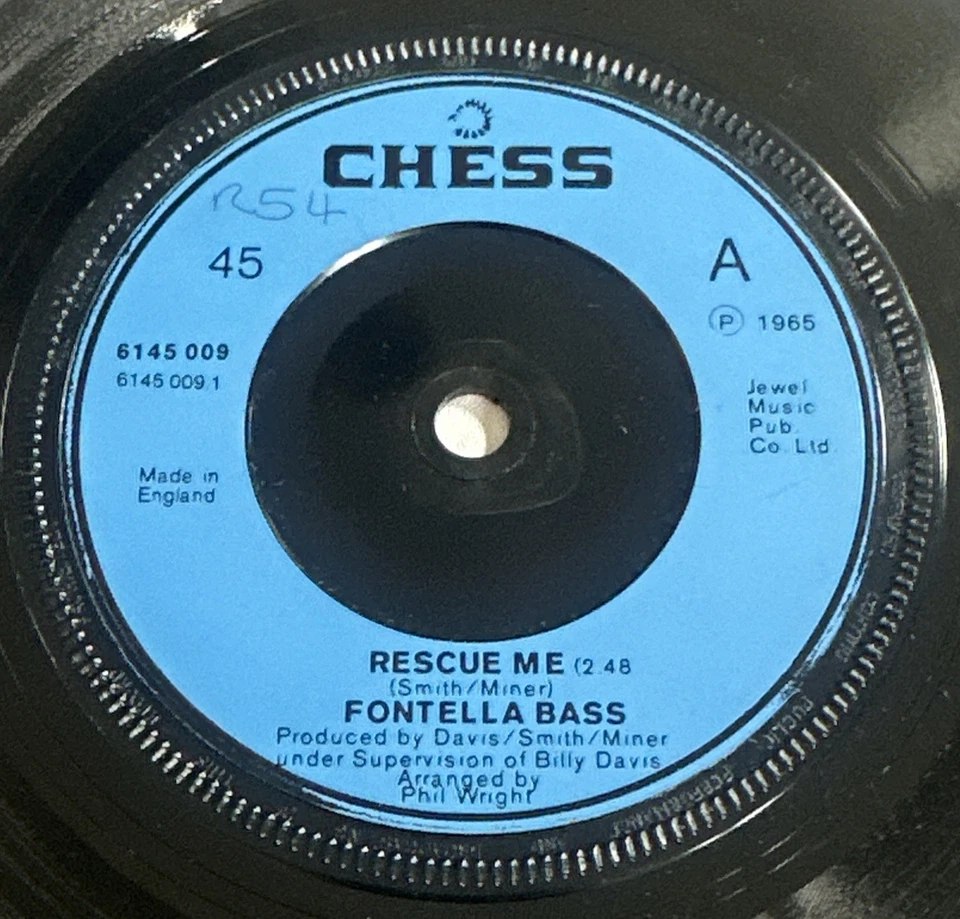 CHESS
R54
45
A
Ⓟ 1965
6145 009
6145 009 1
Jewel
Music
Pub.
Co. Ltd
Made in
England
RESCUE ME (2.48
(Smith/Miner)
FONTELLA BASS
Produced by Davis/Smith/Miner
under Supervision of Billy Davis
Arranged by
Phil Wright
PUBLIC
PERFORMANCE